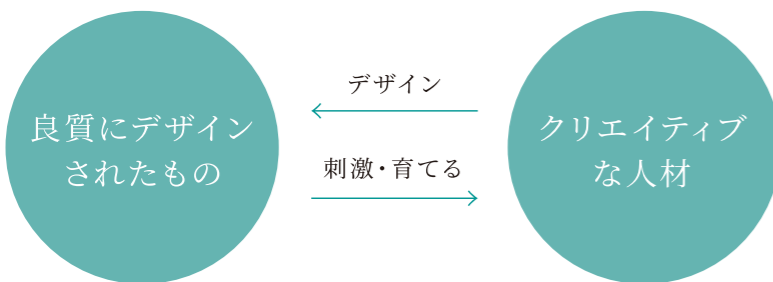 良質にデザイン
されたもの
デザイン
刺激・育てる
クリエイティブ
な人材